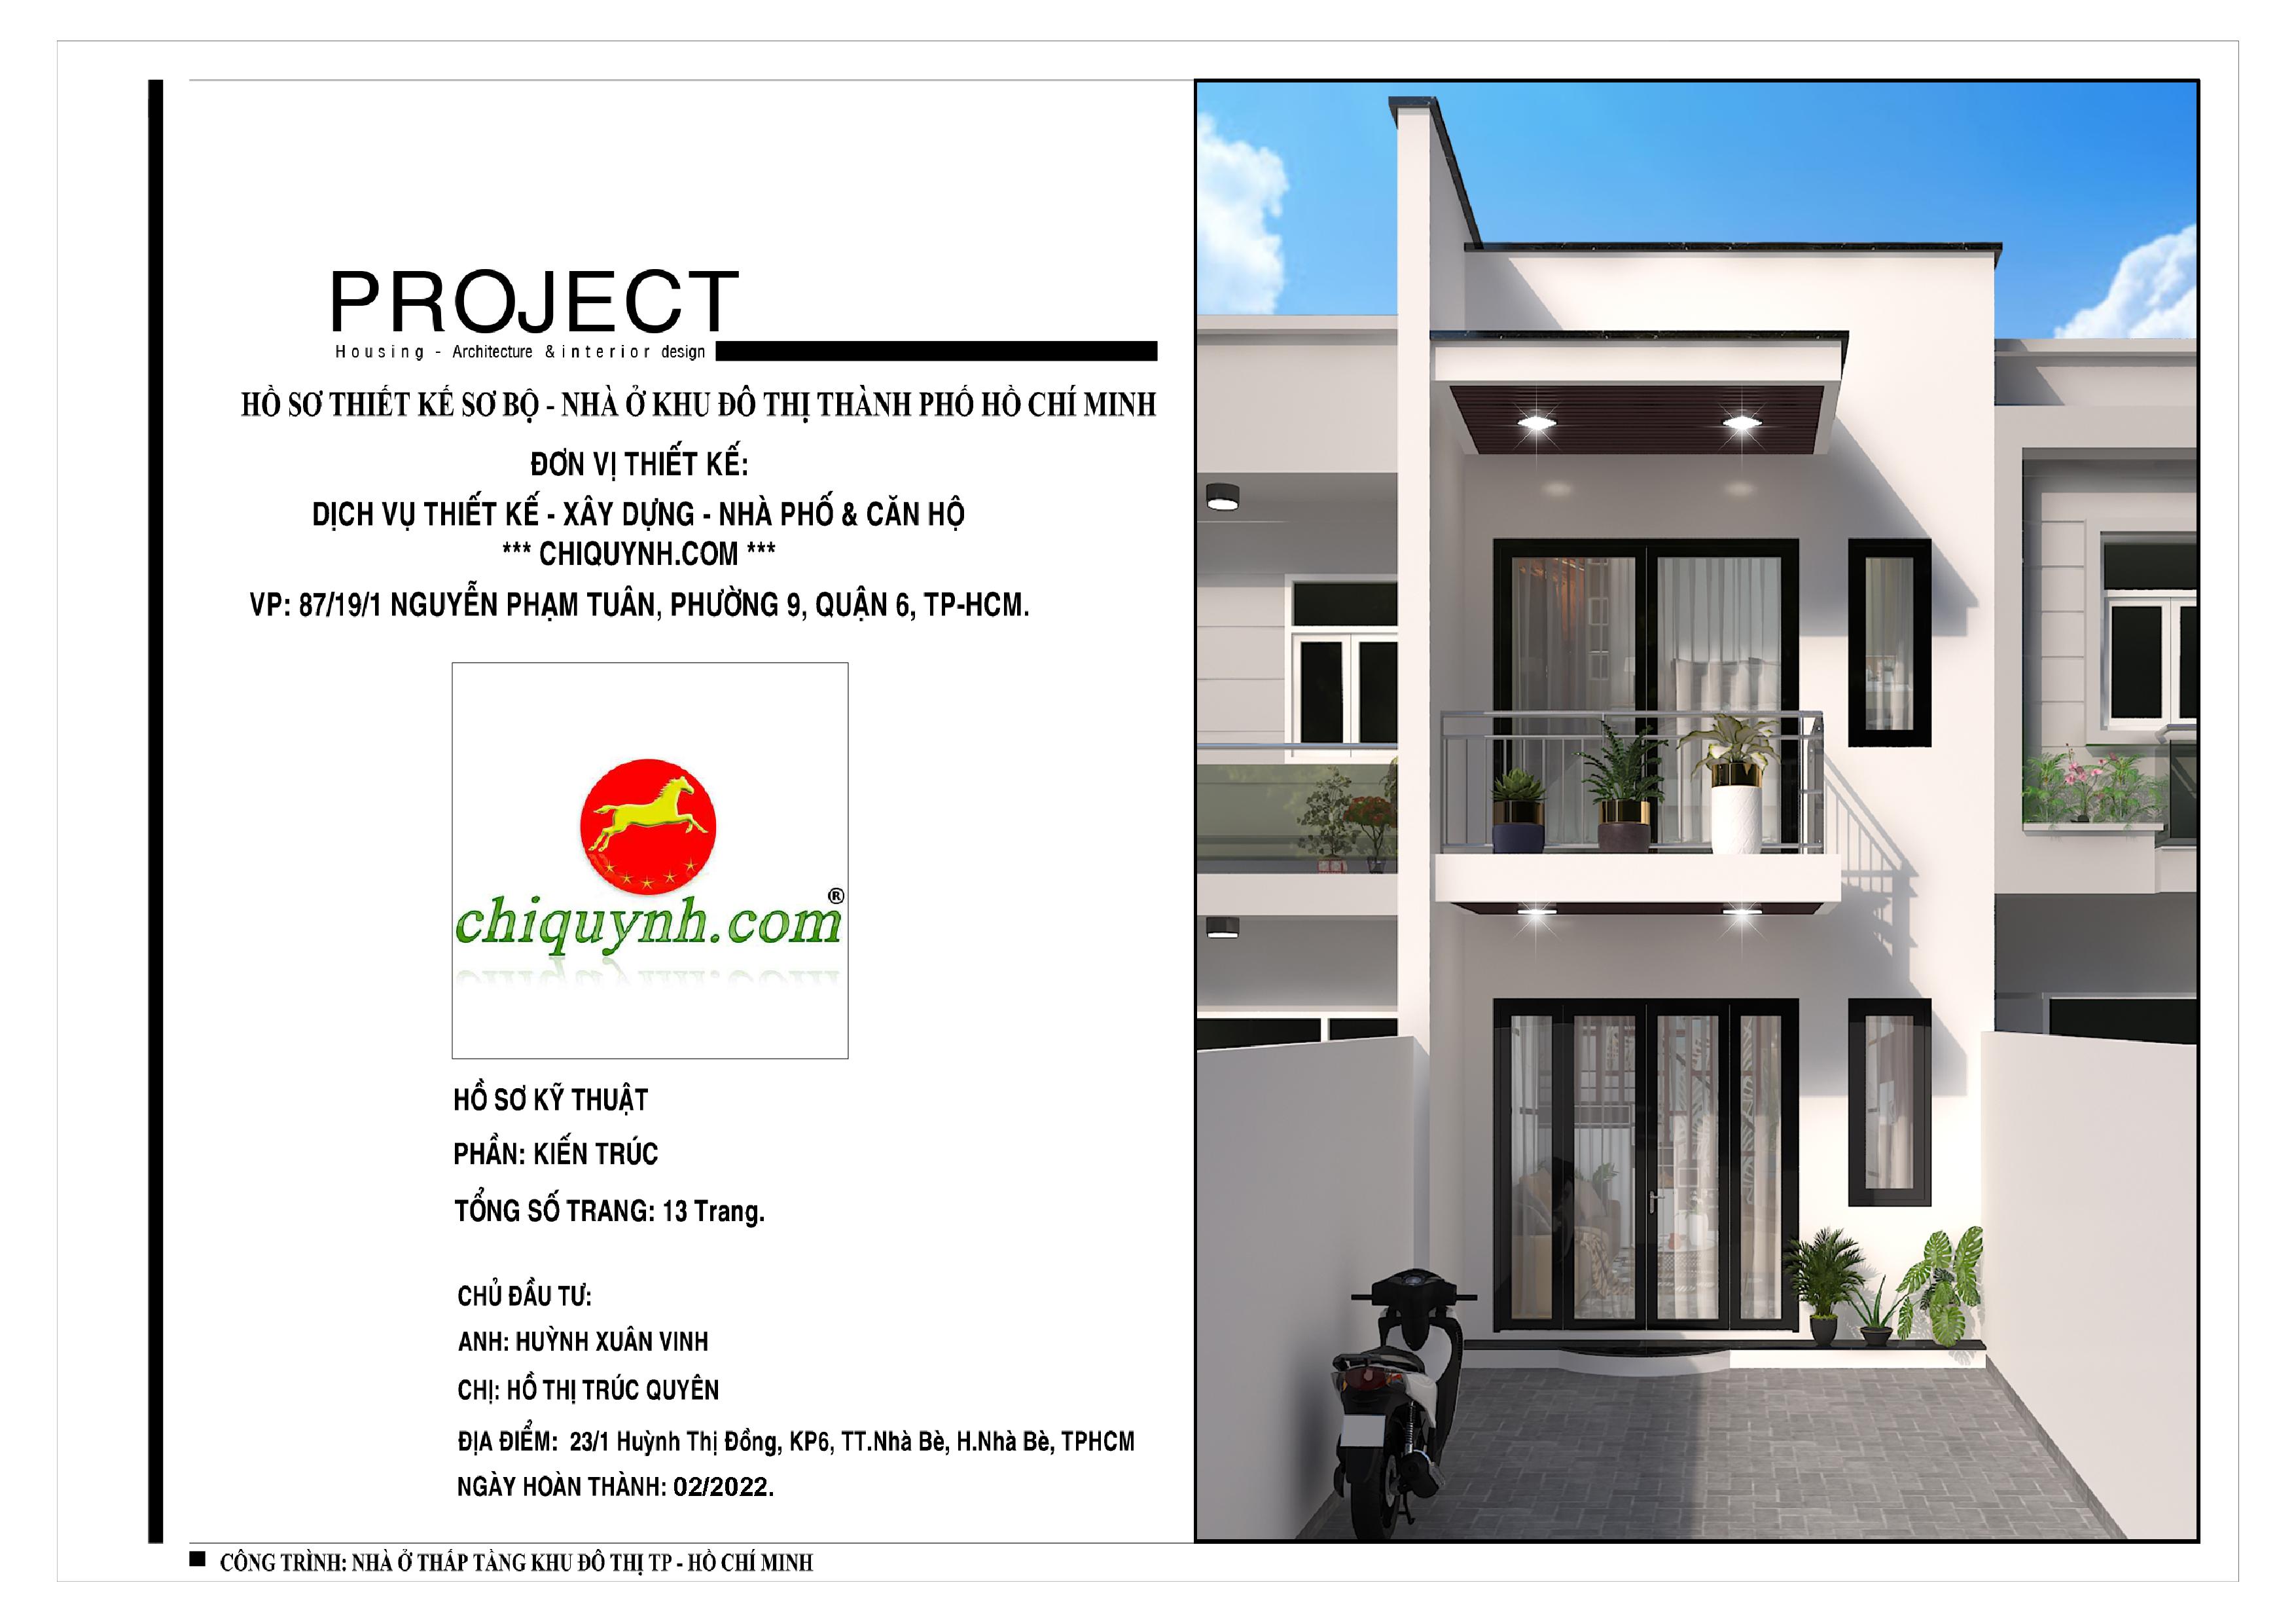 PROJECT
Housing - Architecture & interior design
HỒ SƠ THIẾT KẾ SƠ BỘ - NHÀ Ở KHU ĐÔ THỊ THÀNH PHỐ HỒ CHÍ MINH
ĐƠN VỊ THIẾT KẾ:
DỊCH VỤ THIẾT KẾ - XÂY DỰNG - NHÀ PHỐ & CĂN HỘ
*** CHIQUYNH.COM ***
VP: 87/19/1 NGUYỄN PHẠM TUÂN, PHƯỜNG 9, QUẬN 6, TP-HCM.
chiquynh.com®
HỒ SƠ KỸ THUẬT
PHẦN: KIẾN TRÚC
TỔNG SỐ TRANG: 13 Trang.
CHỦ ĐẦU TƯ:
ANH: HUỲNH XUÂN VINH
CHỊ: HỒ THỊ TRÚC QUYÊN
ĐỊA ĐIỂM: 23/1 Huỳnh Thị Đồng, KP6, TT.Nhà Bè, H.Nhà Bè, TPHCM
NGÀY HOÀN THÀNH: 02/2022.
CÔNG TRÌNH: NHÀ Ở THẤP TẦNG KHU ĐÔ THỊ TP - HỒ CHÍ MINH